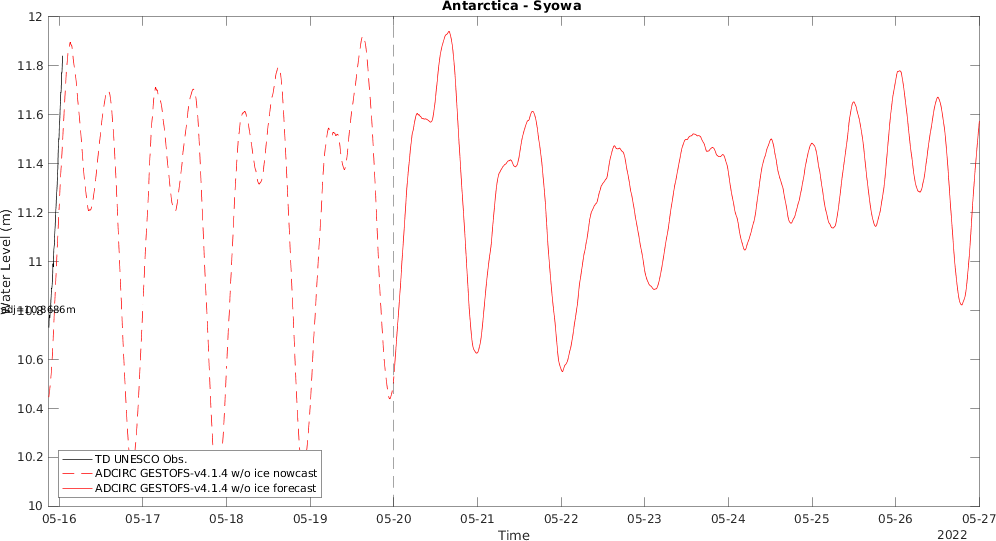 Antarctica - Syowa
12
11.8
11.6
11.4
11.2
11
10.8
10.6
10.4
10.2
10
Water Level (m)
TD UNESCO Obs.
ADCIRC GESTOFS-v4.1.4 w/o ice nowcast
ADCIRC GESTOFS-v4.1.4 w/o ice forecast
05-16 05-17 05-18 05-19 05-20 05-21 05-22 05-23 05-24 05-25 05-26 05-27
Time
2022